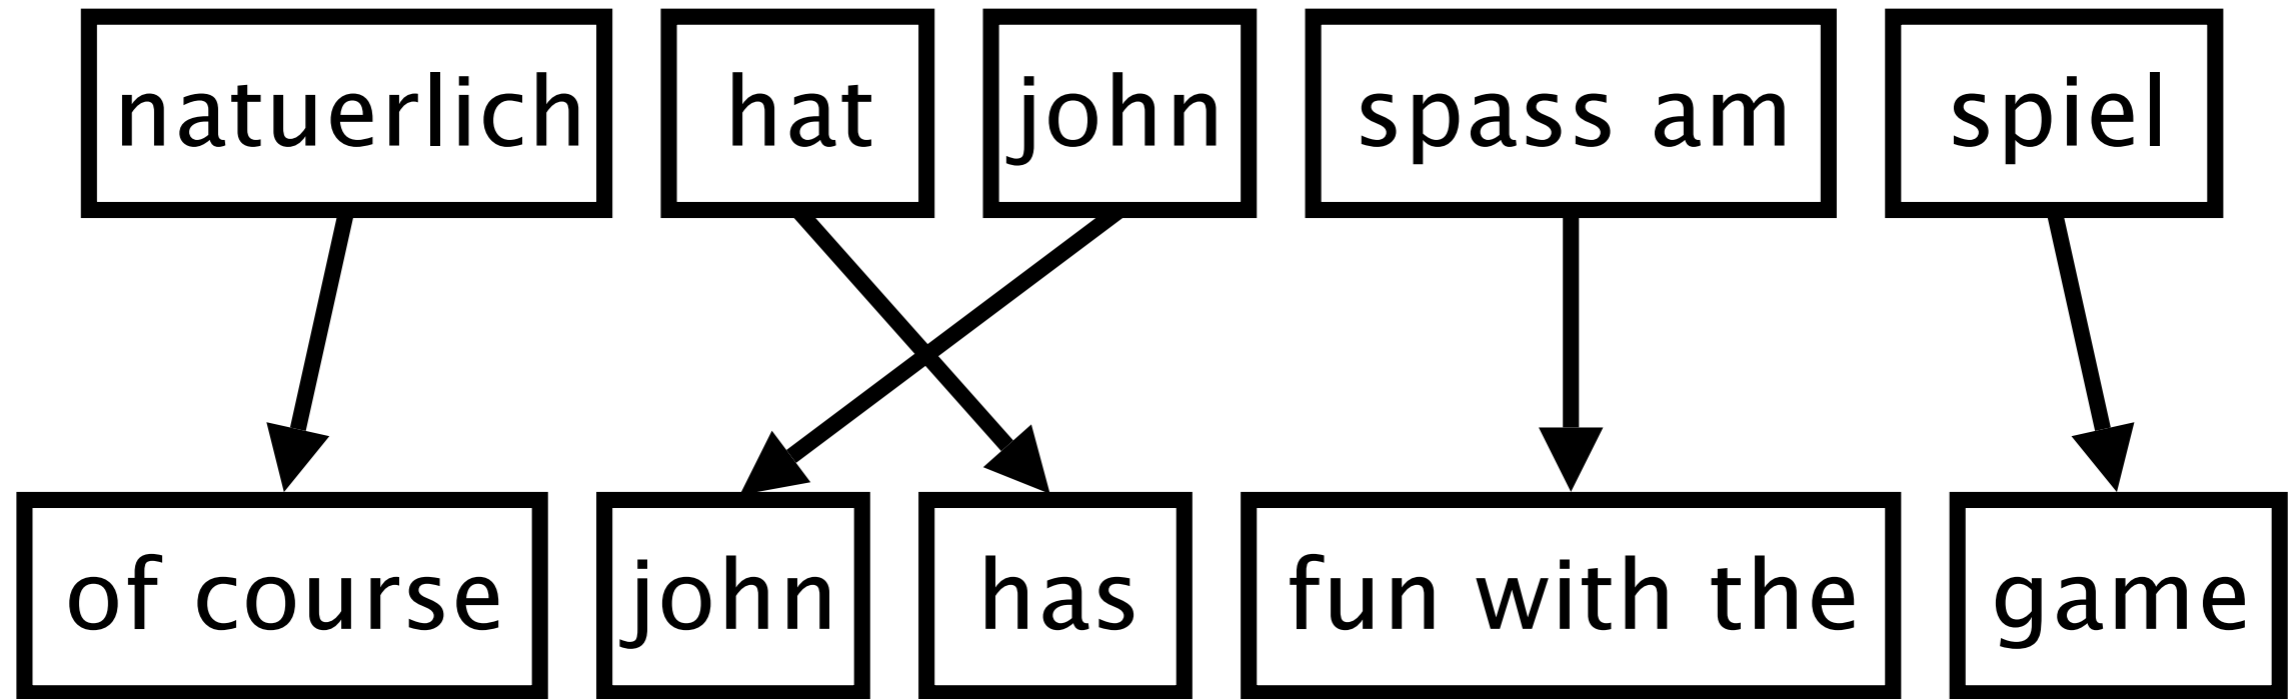 natuerlich hat john spass am spiel
of course john has fun with the game